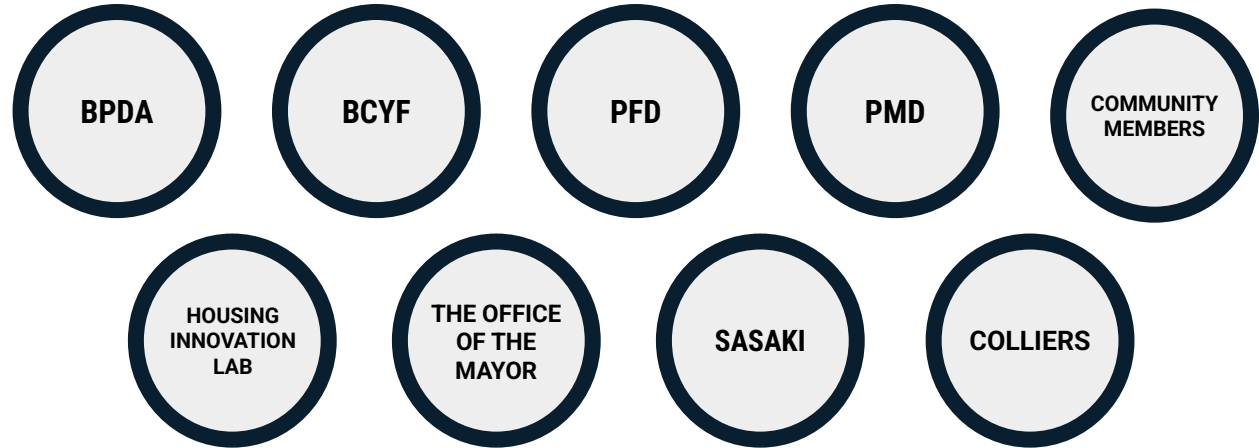 BPDA
BCYF
PFD
PMD
COMMUNITY
MEMBERS
HOUSING
INNOVATION
LAB
THE OFFICE
OF THE
MAYOR
SASAKI
COLLIERS